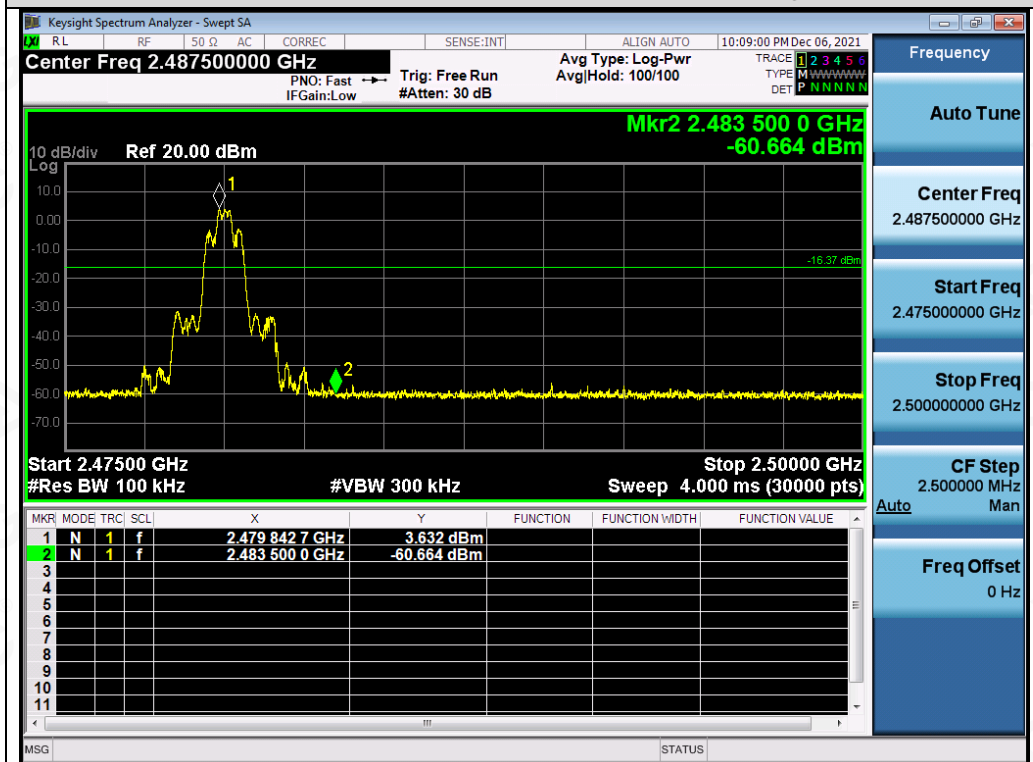 Keysight Spectrum Analyzer - Swept SA
LXI RL RF 50 Ω AC CORREC SENSE:INT ALIGN AUTO 10:09:00 PM Dec 06, 2021
Center Freq 2.487500000 GHz
PNO: Fast
IFGain:Low
Trig: Free Run
#Atten: 30 dB
Avg Type: Log-Pwr
Avg|Hold: 100/100
TRACE 1 2 3 4 5 6
TYPE M WWWWW
DET P N N N N N
Mkr2 2.483 500 0 GHz
-60.664 dBm
10 dB/div Ref 20.00 dBm
Log
10.0
0.00
-10.0
-20.0
-30.0
-40.0
-50.0
-60.0
-70.0
1
-16.37 dBm
2
Start 2.47500 GHz Stop 2.50000 GHz
#Res BW 100 kHz #VBW 300 kHz Sweep 4.000 ms (30000 pts)
MKR MODE TRC SCL X Y FUNCTION FUNCTION WIDTH FUNCTION VALUE
1 N 1 f 2.479 842 7 GHz 3.632 dBm
2 N 1 f 2.483 500 0 GHz -60.664 dBm
3
4
5
6
7
8
9
10
11
MSG STATUS
Frequency
Auto Tune
Center Freq
2.487500000 GHz
Start Freq
2.475000000 GHz
Stop Freq
2.500000000 GHz
CF Step
2.500000 MHz
Auto Man
Freq Offset
0 Hz